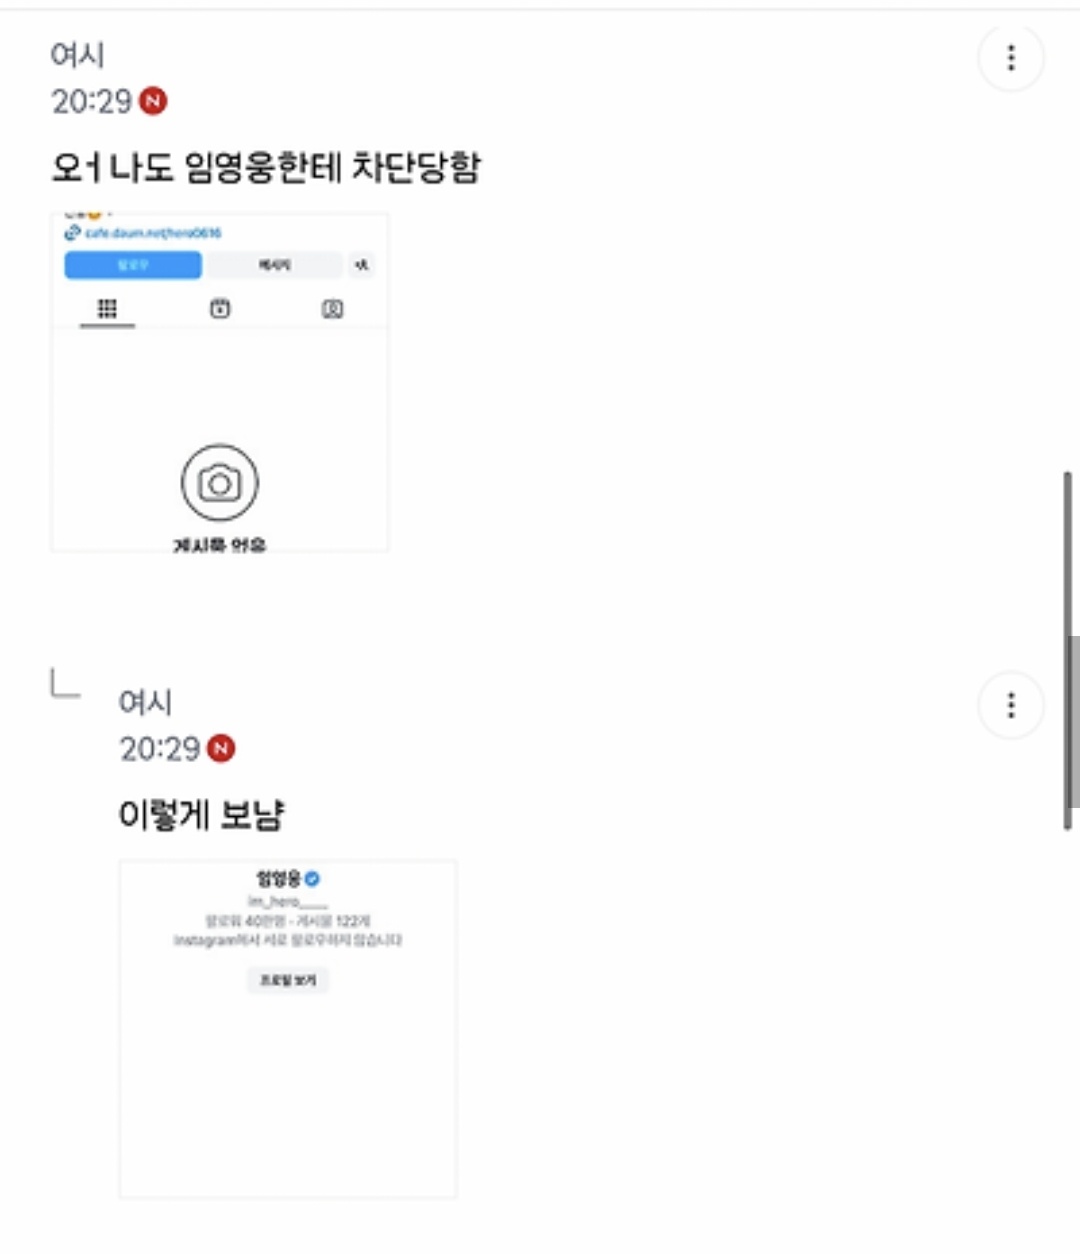 여시
20:29 N
오ㅓ나도 임영웅한테 차단당함
cafe.daum.net/hero0616
팔로우
메시지
게시물 없음
여시
20:29 N
이렇게 보냠
임영웅
im_hero____
팔로워 40만명 · 게시물 122개
Instagram에서 서로 팔로우하지 않습니다
프로필 보기